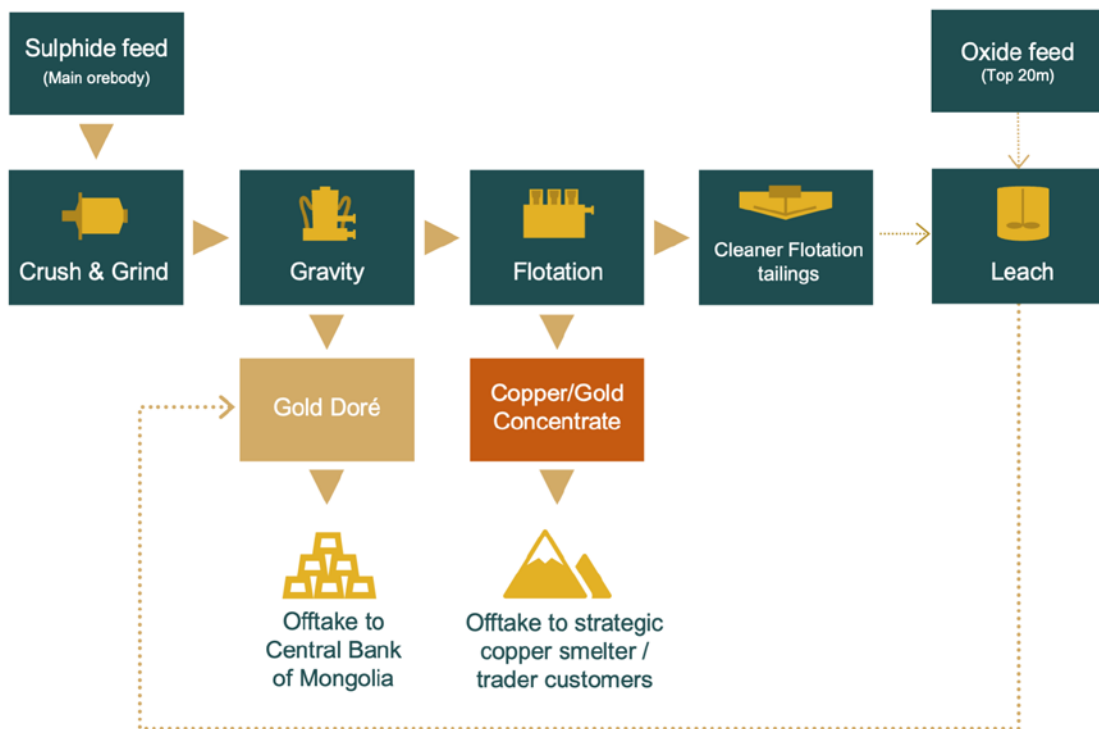 Sulphide feed
(Main orebody)
Oxide feed
(Top 20m)
Crush & Grind
Gravity
Flotation
Cleaner Flotation
tailings
Leach
Gold Doré
Copper/Gold
Concentrate
Offtake to
Central Bank
of Mongolia
Offtake to strategic
copper smelter /
trader customers